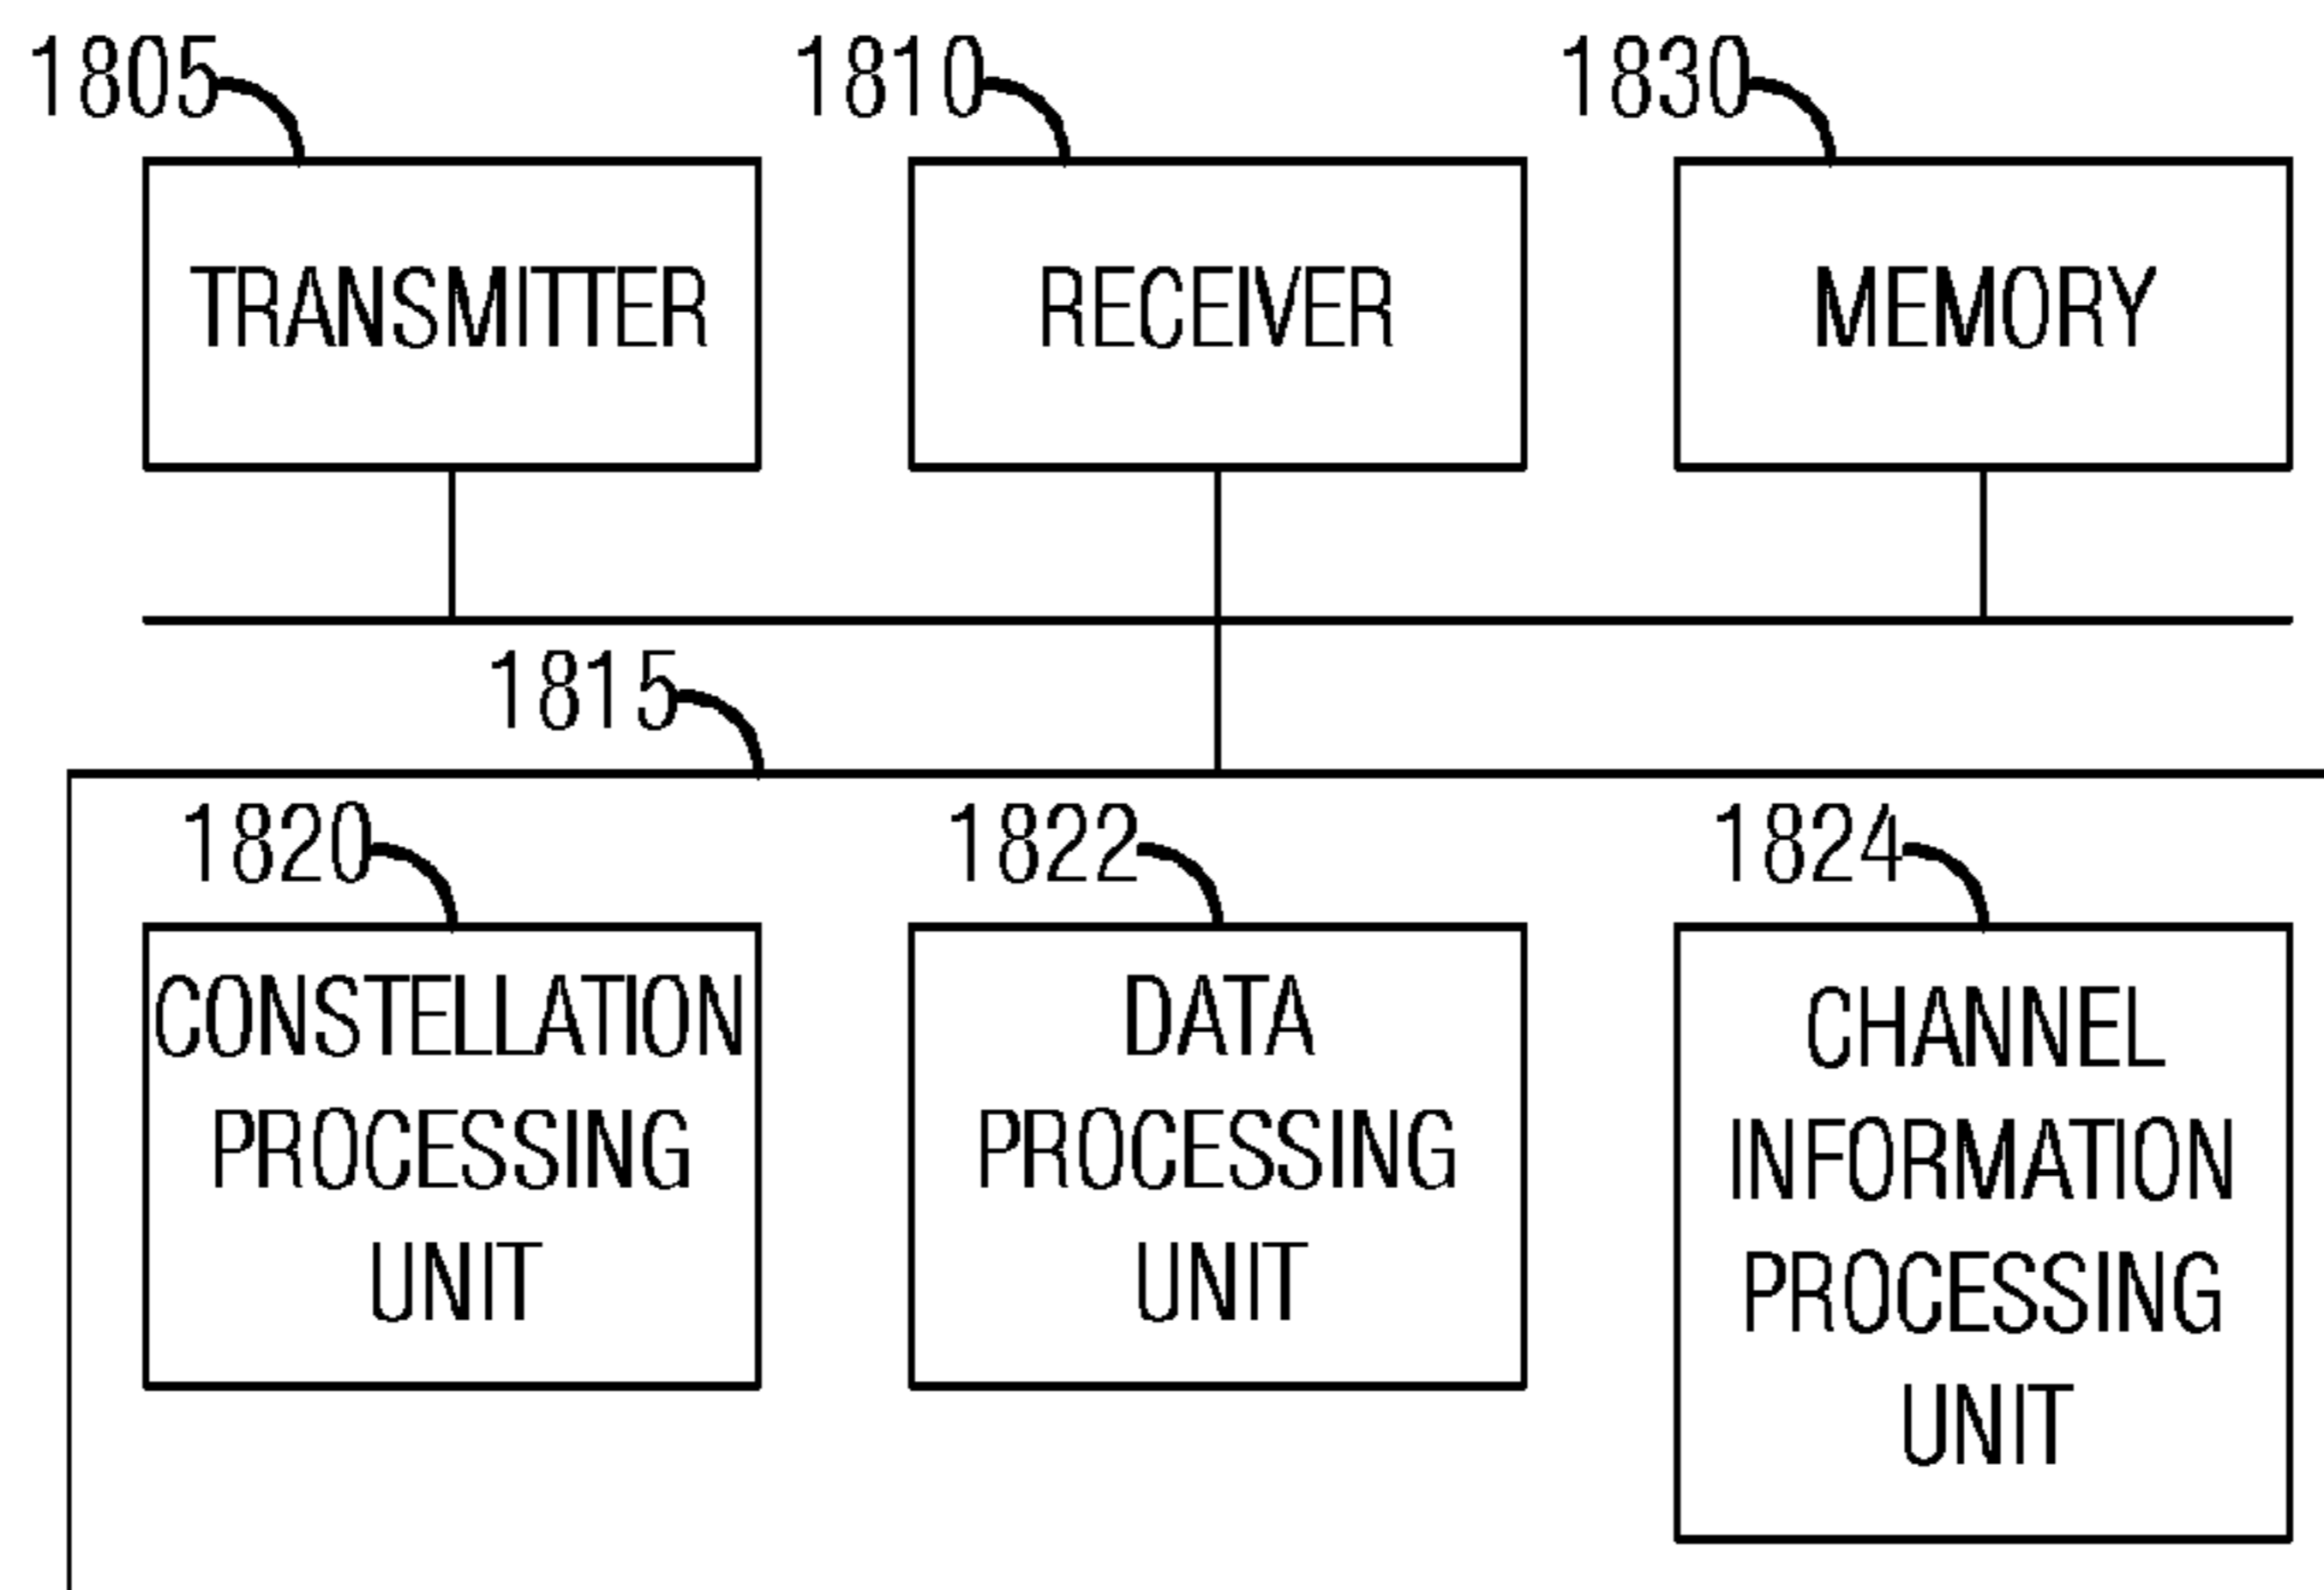 1805
1810
1830
TRANSMITTER
RECEIVER
MEMORY
1815
1820
1822
1824
CONSTELLATION
PROCESSING
UNIT
DATA
PROCESSING
UNIT
CHANNEL
INFORMATION
PROCESSING
UNIT